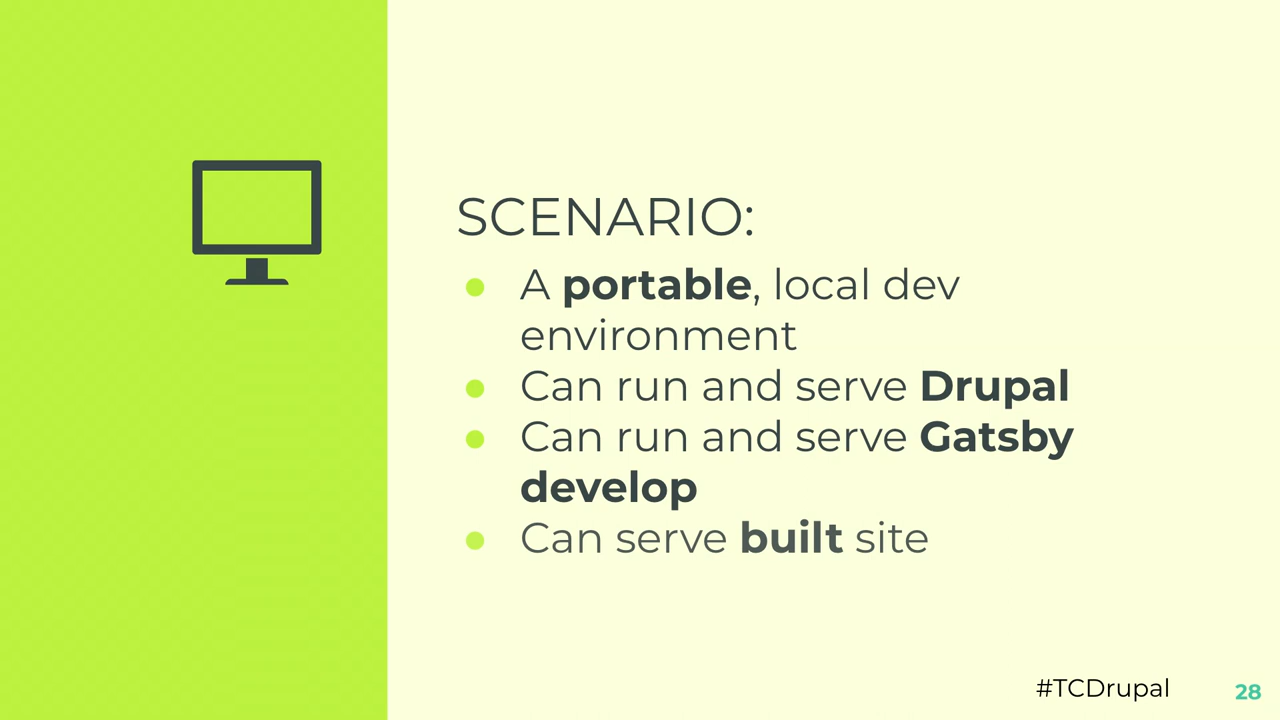 SCENARIO:
● A portable, local dev
environment
● Can run and serve Drupal
● Can run and serve Gatsby
develop
● Can serve built site
#TCDrupal
28